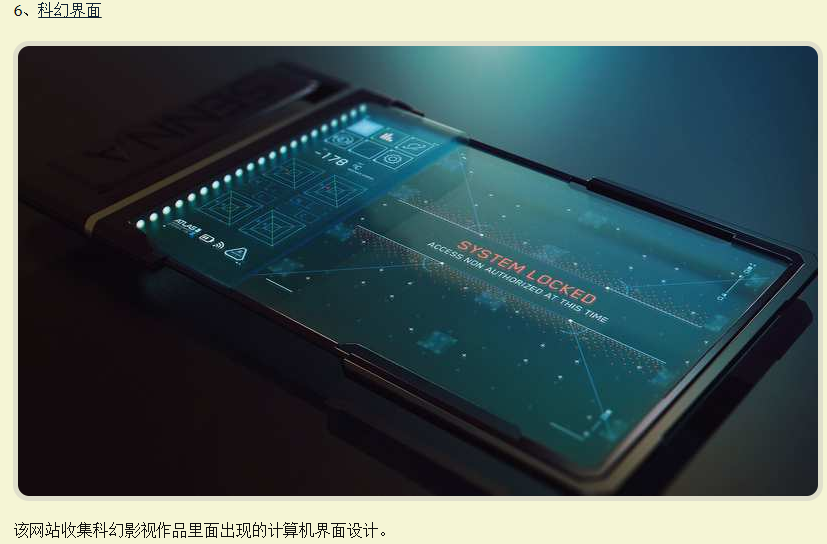 6、科幻界面
SENNA
-178 °C
ATLAS
SYSTEM LOCKED
ACCESS NON AUTHORIZED AT THIS TIME
该网站收集科幻影视作品里面出现的计算机界面设计。